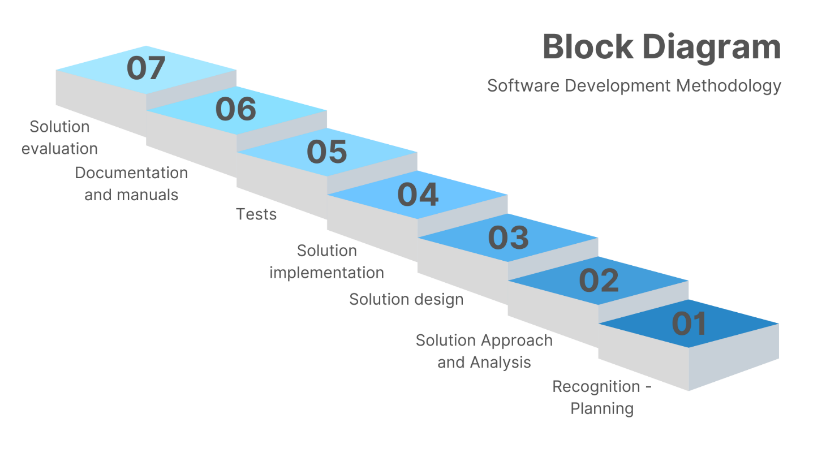 Block Diagram
Software Development Methodology
07
06
05
04
03
02
01
Solution
evaluation
Documentation
and manuals
Tests
Solution
implementation
Solution design
Solution Approach
and Analysis
Recognition -
Planning